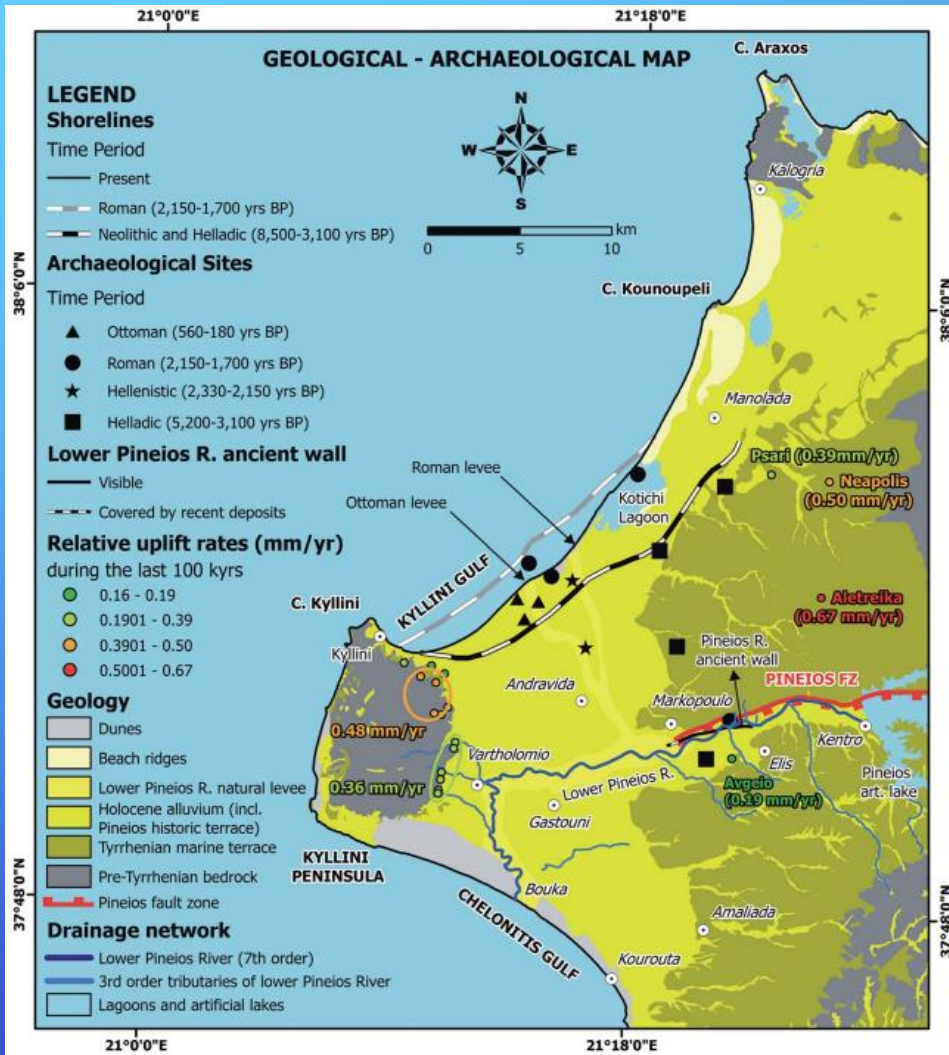 21°0'0"E
21°18'0"E
GEOLOGICAL - ARCHAEOLOGICAL MAP
C. Araxos
LEGEND
Shorelines
Time Period
Present
Roman (2,150-1,700 yrs BP)
Neolithic and Helladic (8,500-3,100 yrs BP)
Archaeological Sites
Time Period
Ottoman (560-180 yrs BP)
Roman (2,150-1,700 yrs BP)
Hellenistic (2,330-2,150 yrs BP)
Helladic (5,200-3,100 yrs BP)
Lower Pineios R. ancient wall
Visible
Covered by recent deposits
Relative uplift rates (mm/yr)
during the last 100 kyrs
0.16 - 0.19
0.1901 - 0.39
0.3901 - 0.50
0.5001 - 0.67
Geology
Dunes
Beach ridges
Lower Pineios R. natural levee
Holocene alluvium (incl.
Pineios historic terrace)
Tyrrhenian marine terrace
Pre-Tyrrhenian bedrock
Pineios fault zone
Drainage network
Lower Pineios River (7th order)
3rd order tributaries of lower Pineios River
Lagoons and artificial lakes
N
W
E
S
km
0
5
10
Kalogria
C. Kounoupeli
38°6'0"N
38°6'0"N
Manolada
Psari (0.39mm/yr)
Neapolis
(0.50 mm/yr)
Roman levee
Kotichi
Lagoon
Ottoman levee
KYLLINI GULF
C. Kyllini
Kyllini
Aletreika
(0.67 mm/yr)
Pineios R.
ancient wall
PINEIOS FZ
Andravida
Markopoulo
0.48 mm/yr
Vartholomio
Kentro
Elis
Lower Pineios R.
0.36 mm/yr
Avgeio
(0.19 mm/yr)
Pineios
art. lake
Gastouni
KYLLINI
PENINSULA
Bouka
CHELONITIS GULF
Amaliada
Kourouta
37°48'0"N
37°48'0"N
21°0'0"E
21°18'0"E